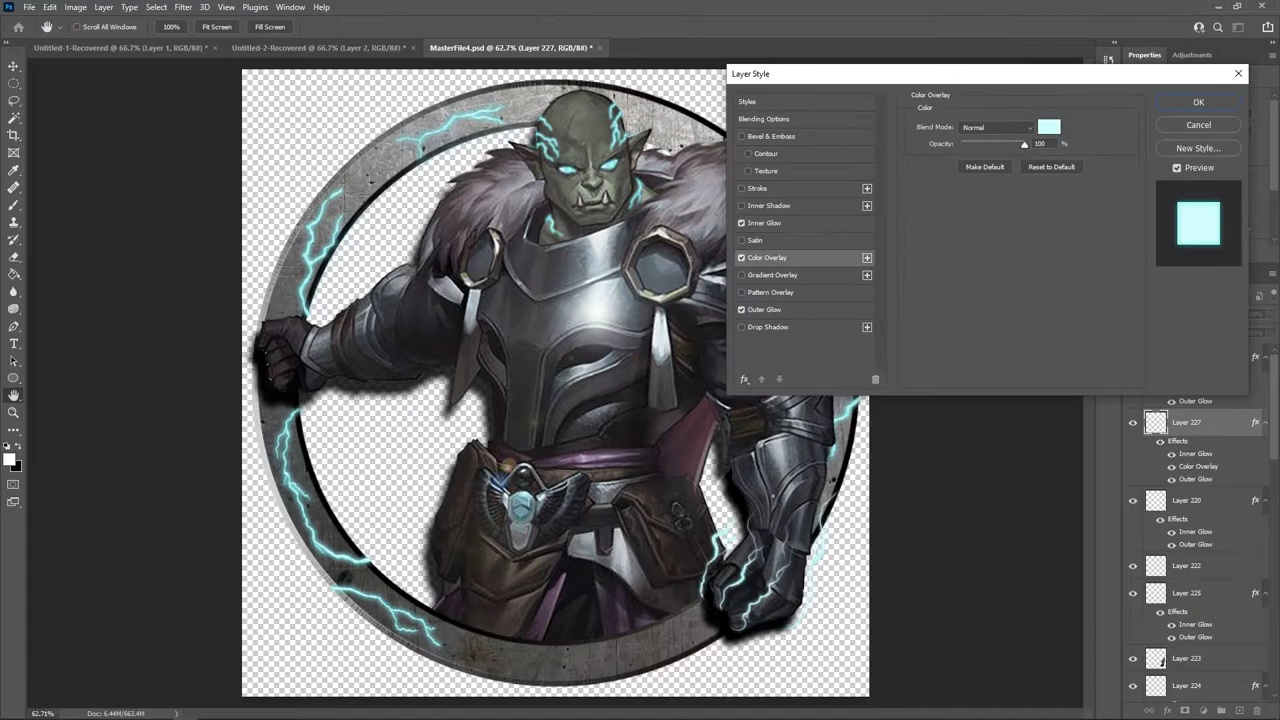 Ps File Edit Image Layer Type Select Filter 3D View Plugins Window Help
Scroll All Windows 100% Fit Screen Fill Screen
Untitled-1-Recovered @ 66.7% (Layer 1, RGB/8#) * × Untitled-2-Recovered @ 66.7% (Layer 2, RGB/8#) * × MasterFile4.psd @ 62.7% (Layer 227, RGB/8#) * × Properties Adjustments
Layer Style
Styles
Blending Options
Bevel & Emboss
Contour
Texture
Stroke
Inner Shadow
Inner Glow
Satin
Color Overlay
Gradient Overlay
Pattern Overlay
Outer Glow
Drop Shadow
fx
Color Overlay
Color
Blend Mode: Normal
Opacity: 100 %
Make Default Reset to Default
OK
Cancel
New Style...
Preview
Outer Glow
Layer 227 fx
Effects
Inner Glow
Color Overlay
Outer Glow
Layer 220 fx
Effects
Inner Glow
Outer Glow
Layer 222
Layer 225 fx
Effects
Inner Glow
Outer Glow
Layer 223
Layer 224 fx
62.71% Doc: 6.44M/663.4M